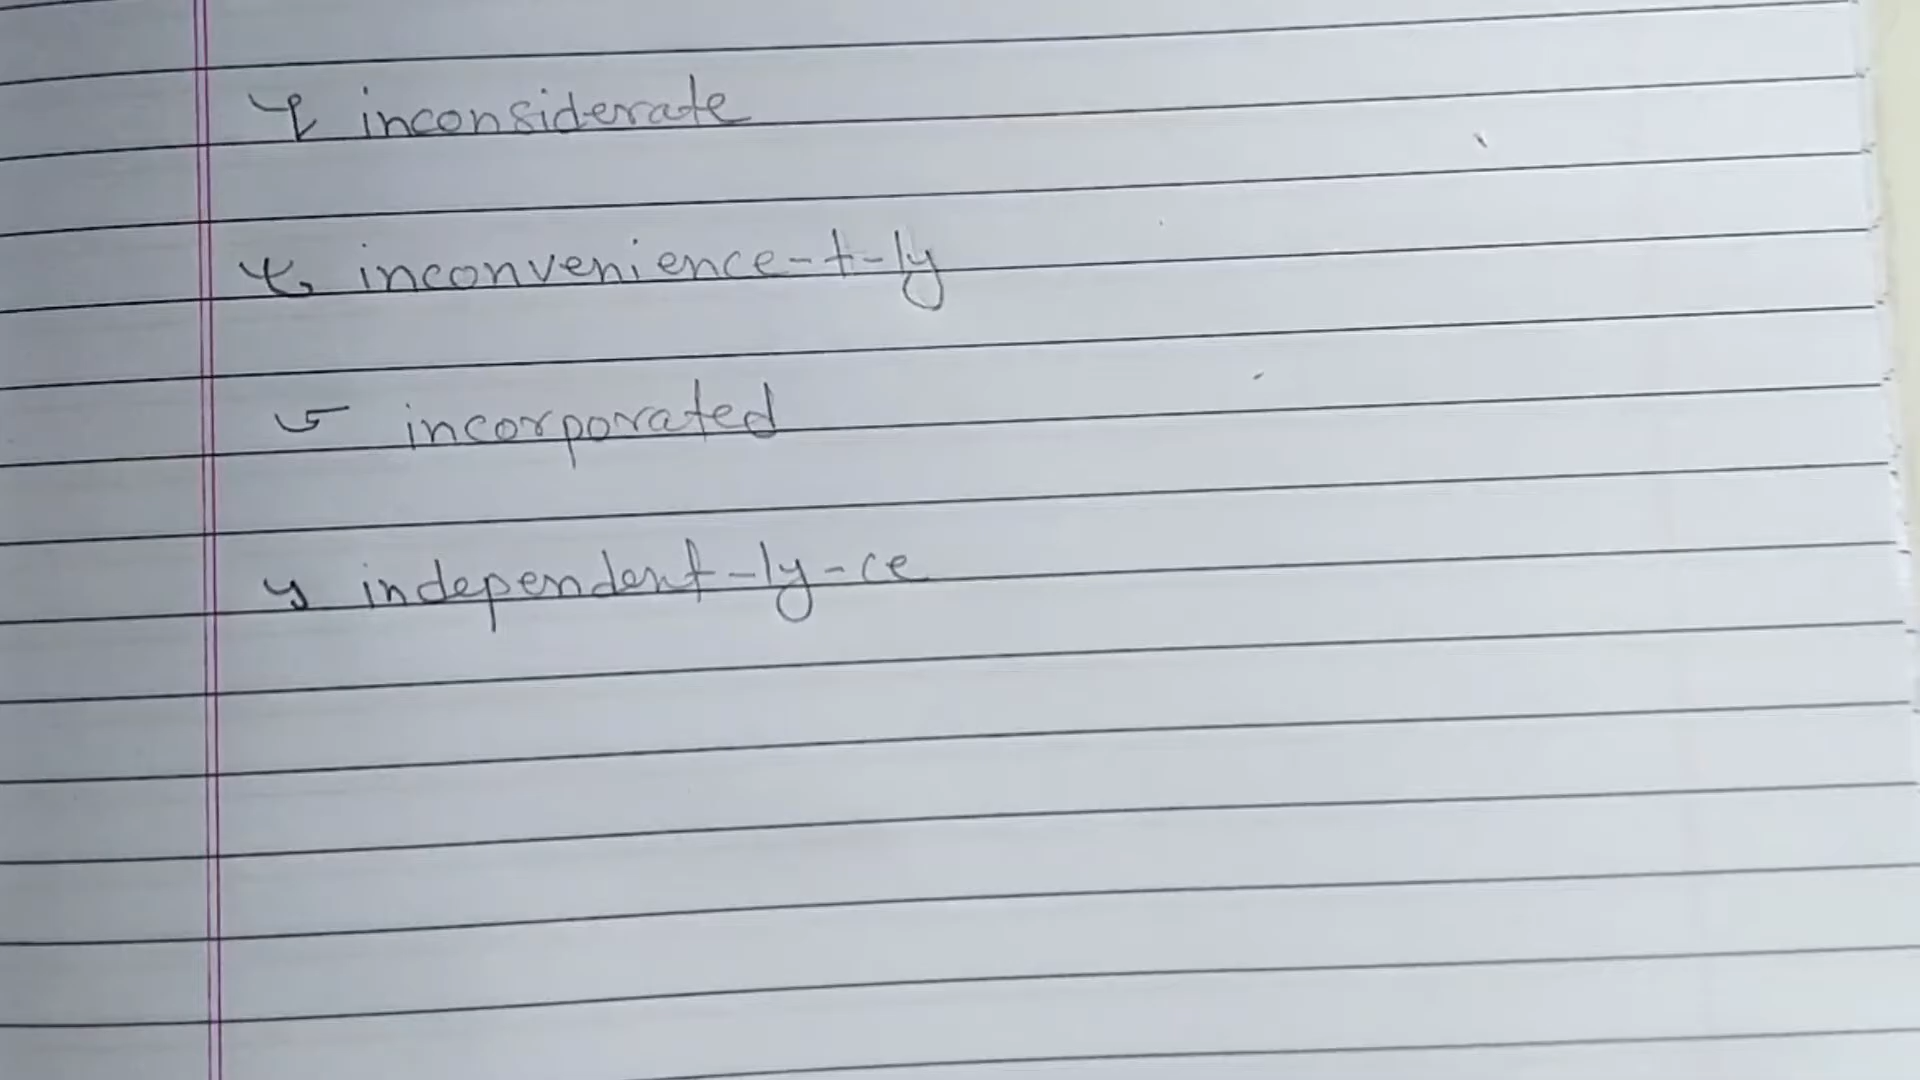 inconsiderate
inconvenience-t-ly
incorporated
independent-ly-ce